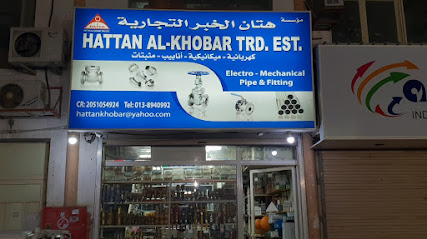 مؤسسة
هتان الخبر التجارية
HATTAN AL-KHOBAR TRD. EST.
كهربائية - ميكانيكية - أنابيب - مثبتات
Electro - Mechanical
Pipe & Fitting
CR: 2051054924 Tel: 013-8940992
hattankhobar@yahoo.com
IND